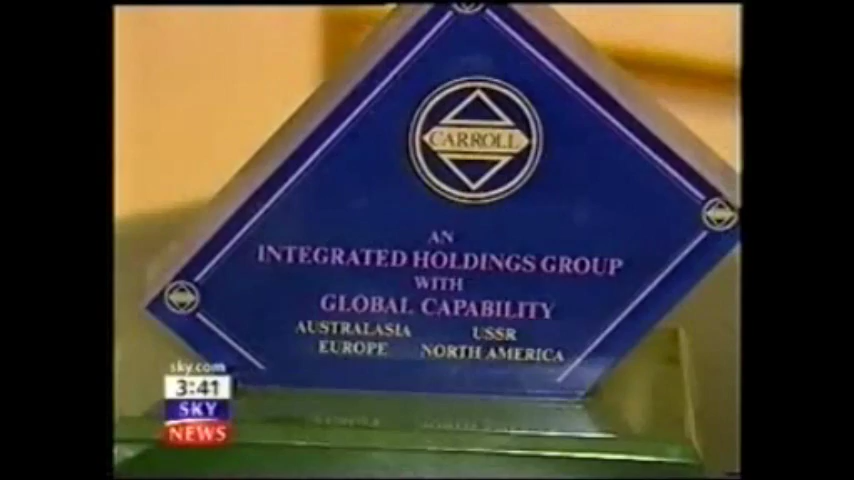 CARROLL
AN
INTEGRATED HOLDINGS GROUP
WITH
GLOBAL CAPABILITY
AUSTRALASIA USSR
EUROPE NORTH AMERICA
sky.com
3:41
SKY
NEWS